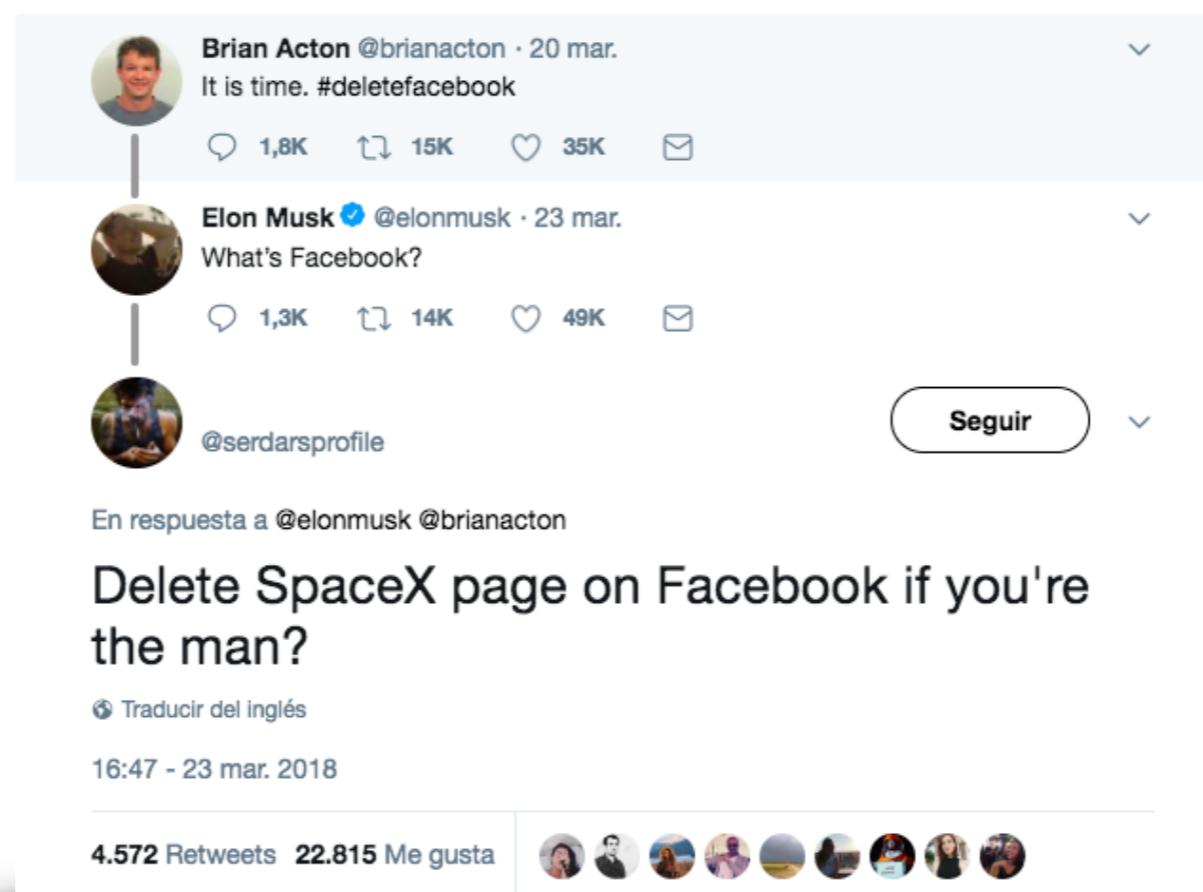 Brian Acton @brianacton · 20 mar.
It is time. #deletefacebook
1,8K 15K 35K
Elon Musk @elonmusk · 23 mar.
What's Facebook?
1,3K 14K 49K
Seguir
@serdarsprofile
En respuesta a @elonmusk @brianacton
Delete SpaceX page on Facebook if you're
the man?
Traducir del inglés
16:47 - 23 mar. 2018
4.572 Retweets 22.815 Me gusta